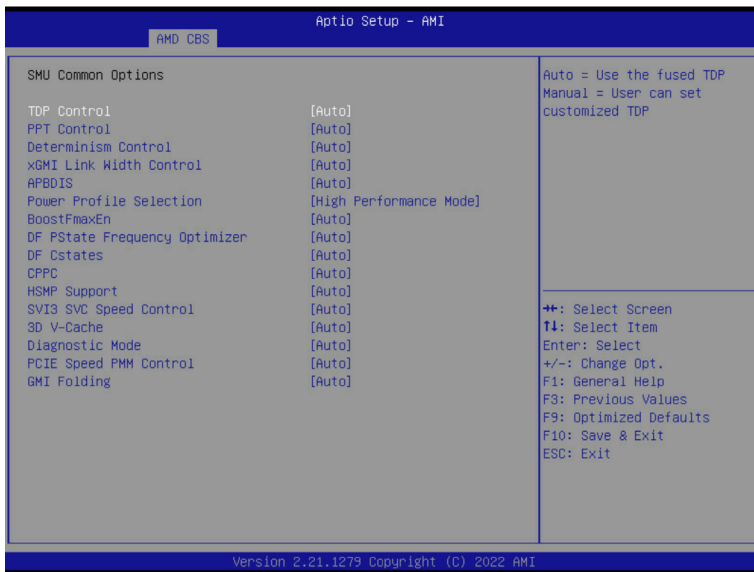 Aptio Setup - AMI
AMD CBS
SMU Common Options
TDP Control [Auto]
PPT Control [Auto]
Determinism Control [Auto]
xGMI Link Width Control [Auto]
APBDIS [Auto]
Power Profile Selection [High Performance Mode]
BoostFmaxEn [Auto]
DF PState Frequency Optimizer [Auto]
DF Cstates [Auto]
CPPC [Auto]
HSMP Support [Auto]
SVI3 SVC Speed Control [Auto]
3D V-Cache [Auto]
Diagnostic Mode [Auto]
PCIE Speed PMM Control [Auto]
GMI Folding [Auto]
Auto = Use the fused TDP
Manual = User can set
customized TDP
→←: Select Screen
↑↓: Select Item
Enter: Select
+/-: Change Opt.
F1: General Help
F3: Previous Values
F9: Optimized Defaults
F10: Save & Exit
ESC: Exit
Version 2.21.1279 Copyright (C) 2022 AMI